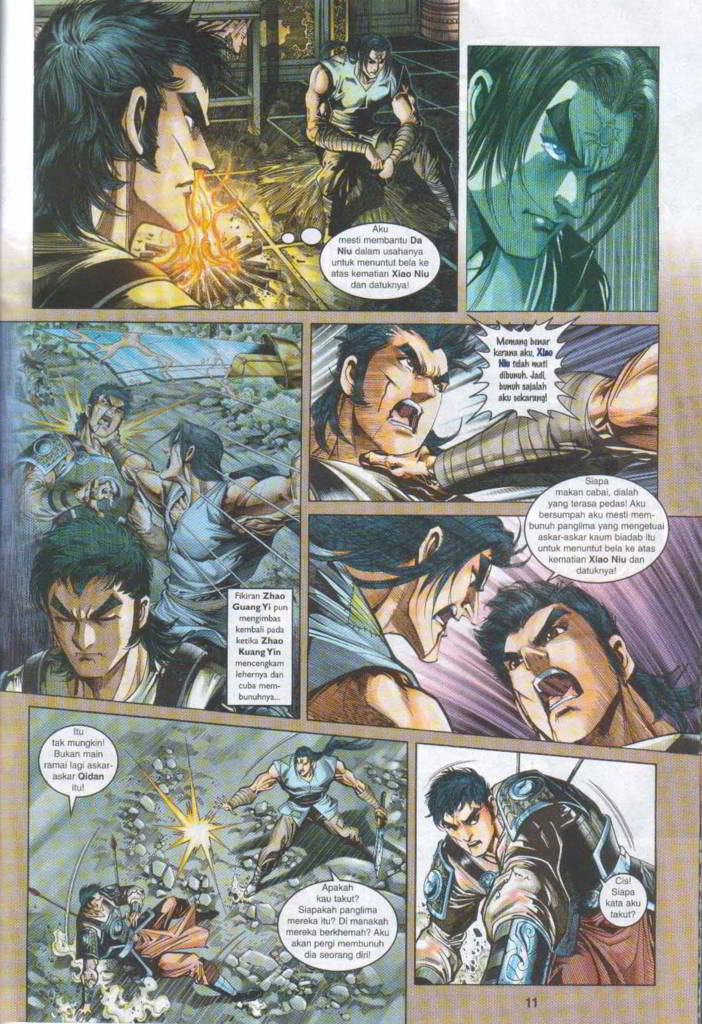 Aku
mesti membantu Da
Niu dalam usahanya
untuk menuntut bela ke
atas kematian Xiao Niu
dan datuknya!
Memang benar
kerana aku, Xiao
Niu telah mati
dibunuh. Jadi,
bunuh sajalah
aku sekarang!
Siapa
makan cabai, dialah
yang terasa pedas! Aku
bersumpah aku mesti mem-
bunuh panglima yang mengetuai
askar-askar kaum biadab itu
untuk menuntut bela ke atas
kematian Xiao Niu dan
datuknya!
Fikiran Zhao
Guang Yi pun
mengimbas
kembali pada
ketika Zhao
Kuang Yin
mencengkam
lehernya dan
cuba mem-
bunuhnya...
Itu
tak mungkin!
Bukan main
ramai lagi askar-
askar Qidan
itu!
Apakah
kau takut?
Siapakah panglima
mereka itu? Di manakah
mereka berkhemah? Aku
akan pergi membunuh
dia seorang diri!
Cis!
Siapa
kata aku
takut?
11